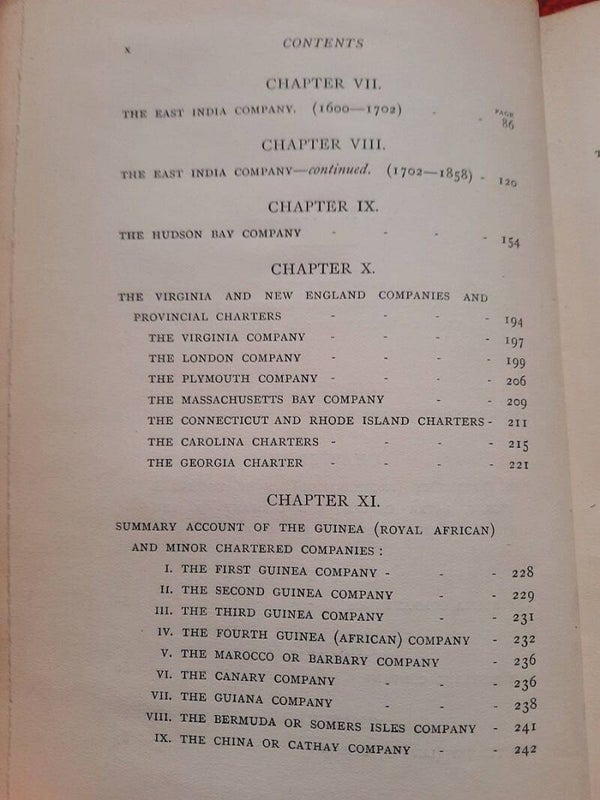 x CONTENTS
CHAPTER VII.
PAGE
THE EAST INDIA COMPANY. (1600—1702) - - 86
CHAPTER VIII.
THE EAST INDIA COMPANY—continued. (1702—1858) - 120
CHAPTER IX.
THE HUDSON BAY COMPANY - - - - 154
CHAPTER X.
THE VIRGINIA AND NEW ENGLAND COMPANIES AND
PROVINCIAL CHARTERS - - - - 194
THE VIRGINIA COMPANY - - - - 197
THE LONDON COMPANY - - - - 199
THE PLYMOUTH COMPANY - - - - 206
THE MASSACHUSETTS BAY COMPANY - - 209
THE CONNECTICUT AND RHODE ISLAND CHARTERS - 211
THE CAROLINA CHARTERS - - - - 215
THE GEORGIA CHARTER - - - - 221
CHAPTER XI.
SUMMARY ACCOUNT OF THE GUINEA (ROYAL AFRICAN)
AND MINOR CHARTERED COMPANIES :
I. THE FIRST GUINEA COMPANY - - - 228
II. THE SECOND GUINEA COMPANY - - 229
III. THE THIRD GUINEA COMPANY - - 231
IV. THE FOURTH GUINEA (AFRICAN) COMPANY - 232
V. THE MAROCCO OR BARBARY COMPANY - 236
VI. THE CANARY COMPANY - - - 236
VII. THE GUIANA COMPANY - - - 238
VIII. THE BERMUDA OR SOMERS ISLES COMPANY - 241
IX. THE CHINA OR CATHAY COMPANY - - 242